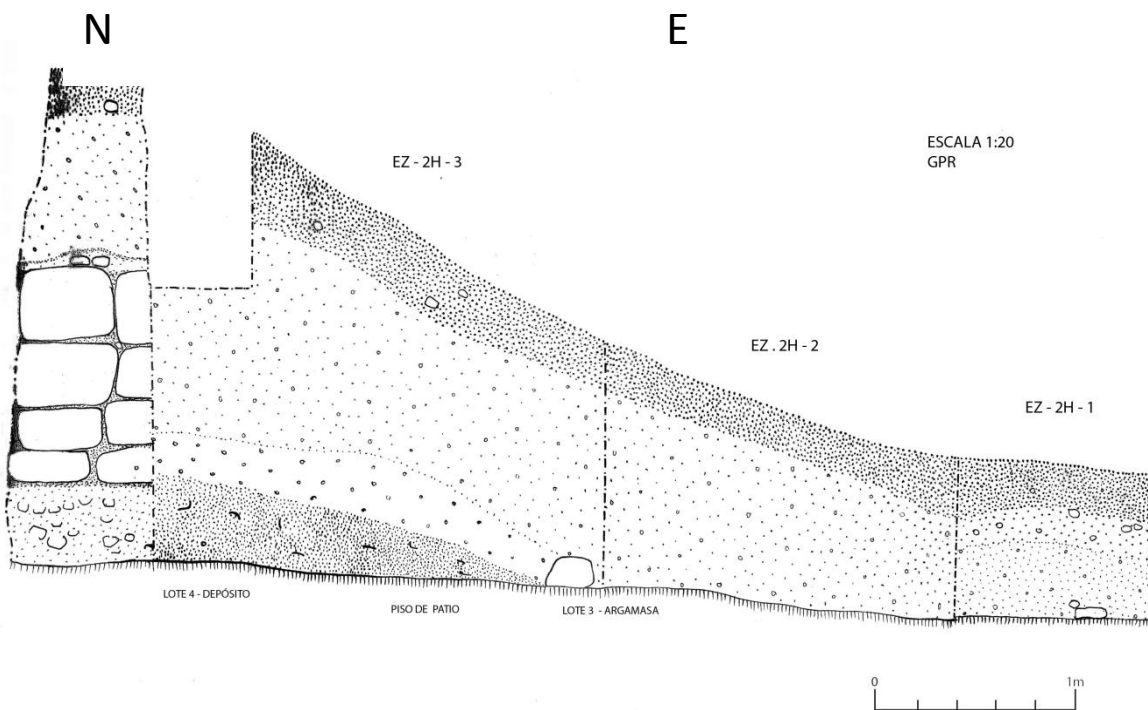 N
E
EZ - 2H - 3
ESCALA 1:20
GPR
EZ . 2H - 2
EZ - 2H - 1
LOTE 4 - DEPÓSITO
PISO DE PATIO
LOTE 3 - ARGAMASA
0
1m